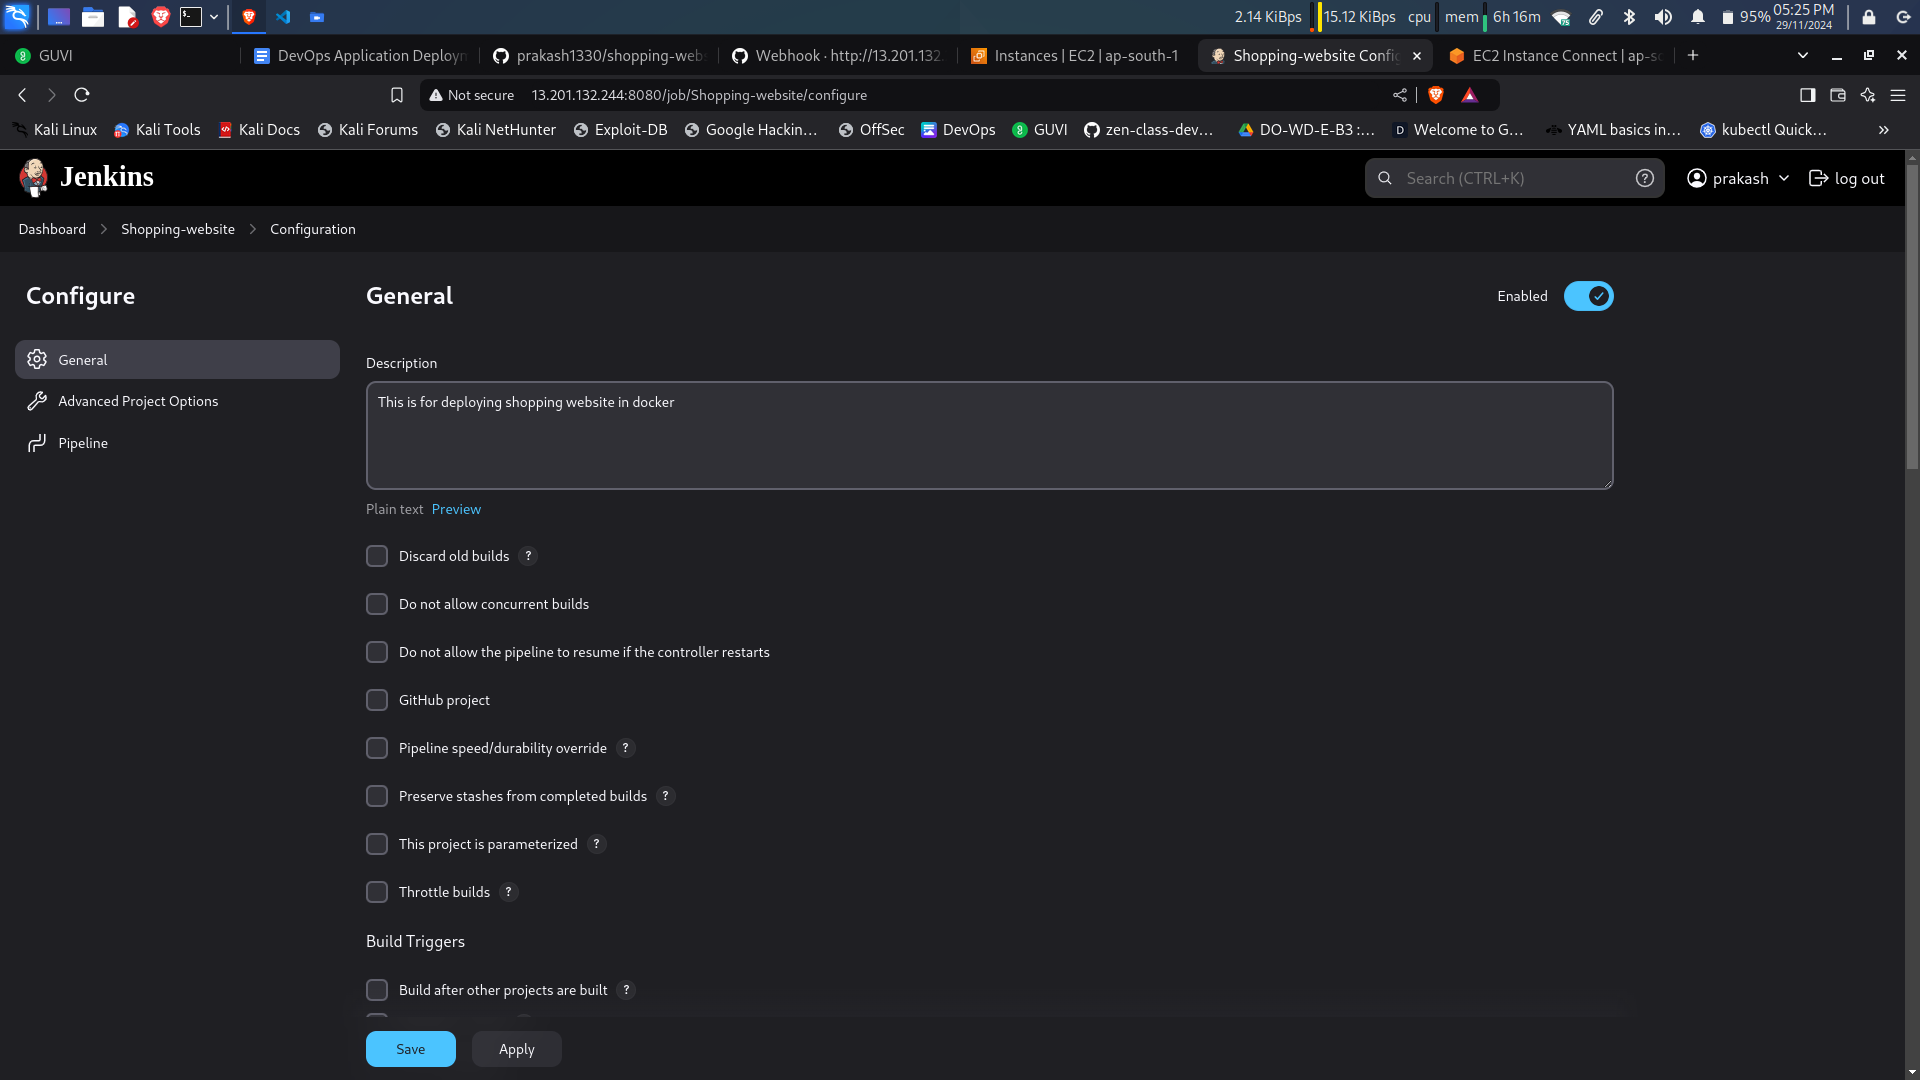 2.14 KiBps 15.12 KiBps cpu mem 6h 16m 95% 05:25 PM
29/11/2024
GUVI DevOps Application Deploym prakash1330/shopping-webs Webhook · http://13.201.132. Instances | EC2 | ap-south-1 Shopping-website Config EC2 Instance Connect | ap-so
Not secure 13.201.132.244:8080/job/Shopping-website/configure
Kali Linux Kali Tools Kali Docs Kali Forums Kali NetHunter Exploit-DB Google Hackin... OffSec DevOps GUVI zen-class-dev... DO-WD-E-B3 :... Welcome to G... YAML basics in... kubectl Quick... »
Jenkins Search (CTRL+K) ? prakash log out
Dashboard Shopping-website Configuration
Configure
General
Advanced Project Options
Pipeline
General Enabled
Description
This is for deploying shopping website in docker
Plain text Preview
Discard old builds ?
Do not allow concurrent builds
Do not allow the pipeline to resume if the controller restarts
GitHub project
Pipeline speed/durability override ?
Preserve stashes from completed builds ?
This project is parameterized ?
Throttle builds ?
Build Triggers
Build after other projects are built ?
Save Apply